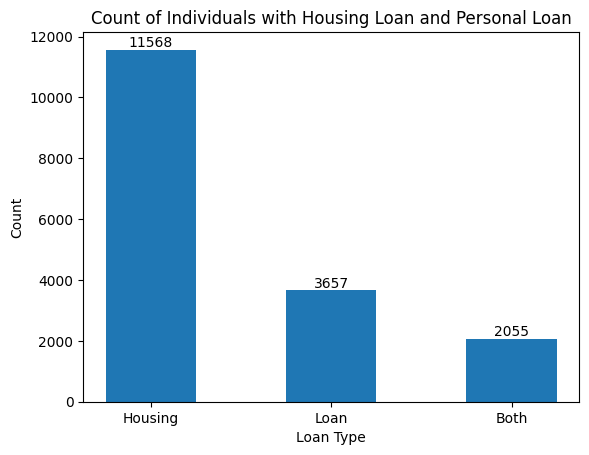 Count of Individuals with Housing Loan and Personal Loan
12000
11568
10000
8000
Count
6000
4000
3657
2000
2055
0
Housing
Loan
Both
Loan Type